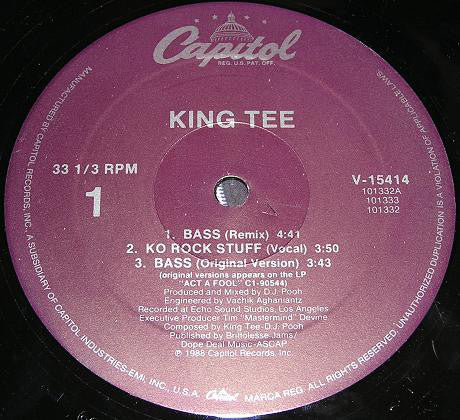 Capitol
REG. U.S. PAT. OFF.
KING TEE
33 1/3 RPM
1
V-15414
101332A
101333
101332
1. BASS (Remix) 4:41
2. KO ROCK STUFF (Vocal) 3:50
3. BASS (Original Version) 3:43
(original versions appears on the LP
"ACT A FOOL" C1-90544)
Produced and Mixed by D.J. Pooh
Engineered by Vachik Aghaniantz
Recorded at Echo Sound Studios, Los Angeles
Executive Producer Tim "Mastermind" Devine
Composed by King Tee-D.J. Pooh
Published by Britlolesse Jams/
Dope Deal Music-ASCAP
℗ 1988 Capitol Records, Inc.
MANUFACTURED BY CAPITOL RECORDS, INC., A SUBSIDIARY OF CAPITOL INDUSTRIES-EMI, INC., U.S.A. Capitol MARCA REG. ALL RIGHTS RESERVED. UNAUTHORIZED DUPLICATION IS A VIOLATION OF APPLICABLE LAWS.